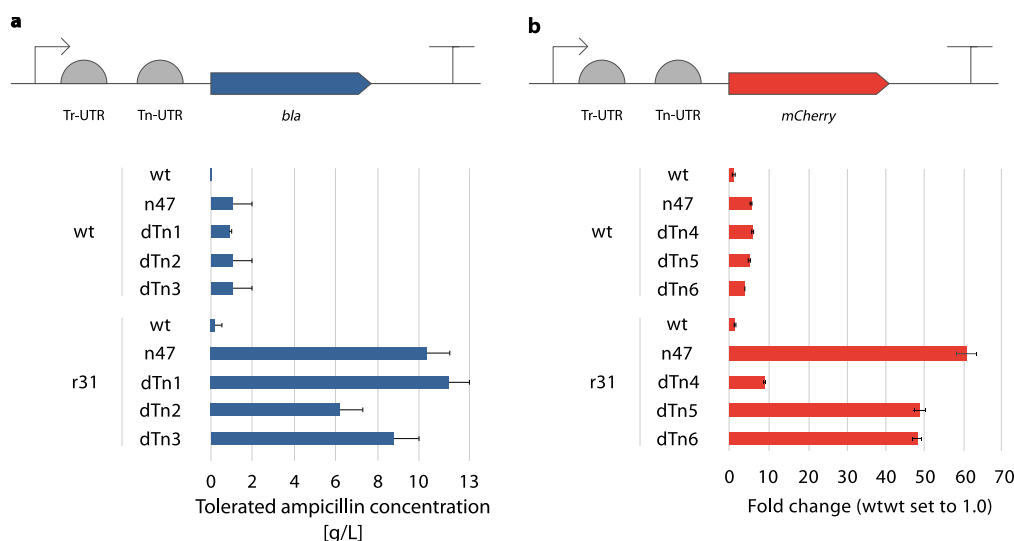 a
Tr-UTR Tn-UTR bla
wt
n47
wt dTn1
dTn2
dTn3
wt
n47
r31 dTn1
dTn2
dTn3
0 2 4 6 8 10 13
Tolerated ampicillin concentration
[g/L]
b
Tr-UTR Tn-UTR mCherry
wt
n47
wt dTn4
dTn5
dTn6
wt
n47
r31 dTn4
dTn5
dTn6
0 10 20 30 40 50 60 70
Fold change (wtwt set to 1.0)